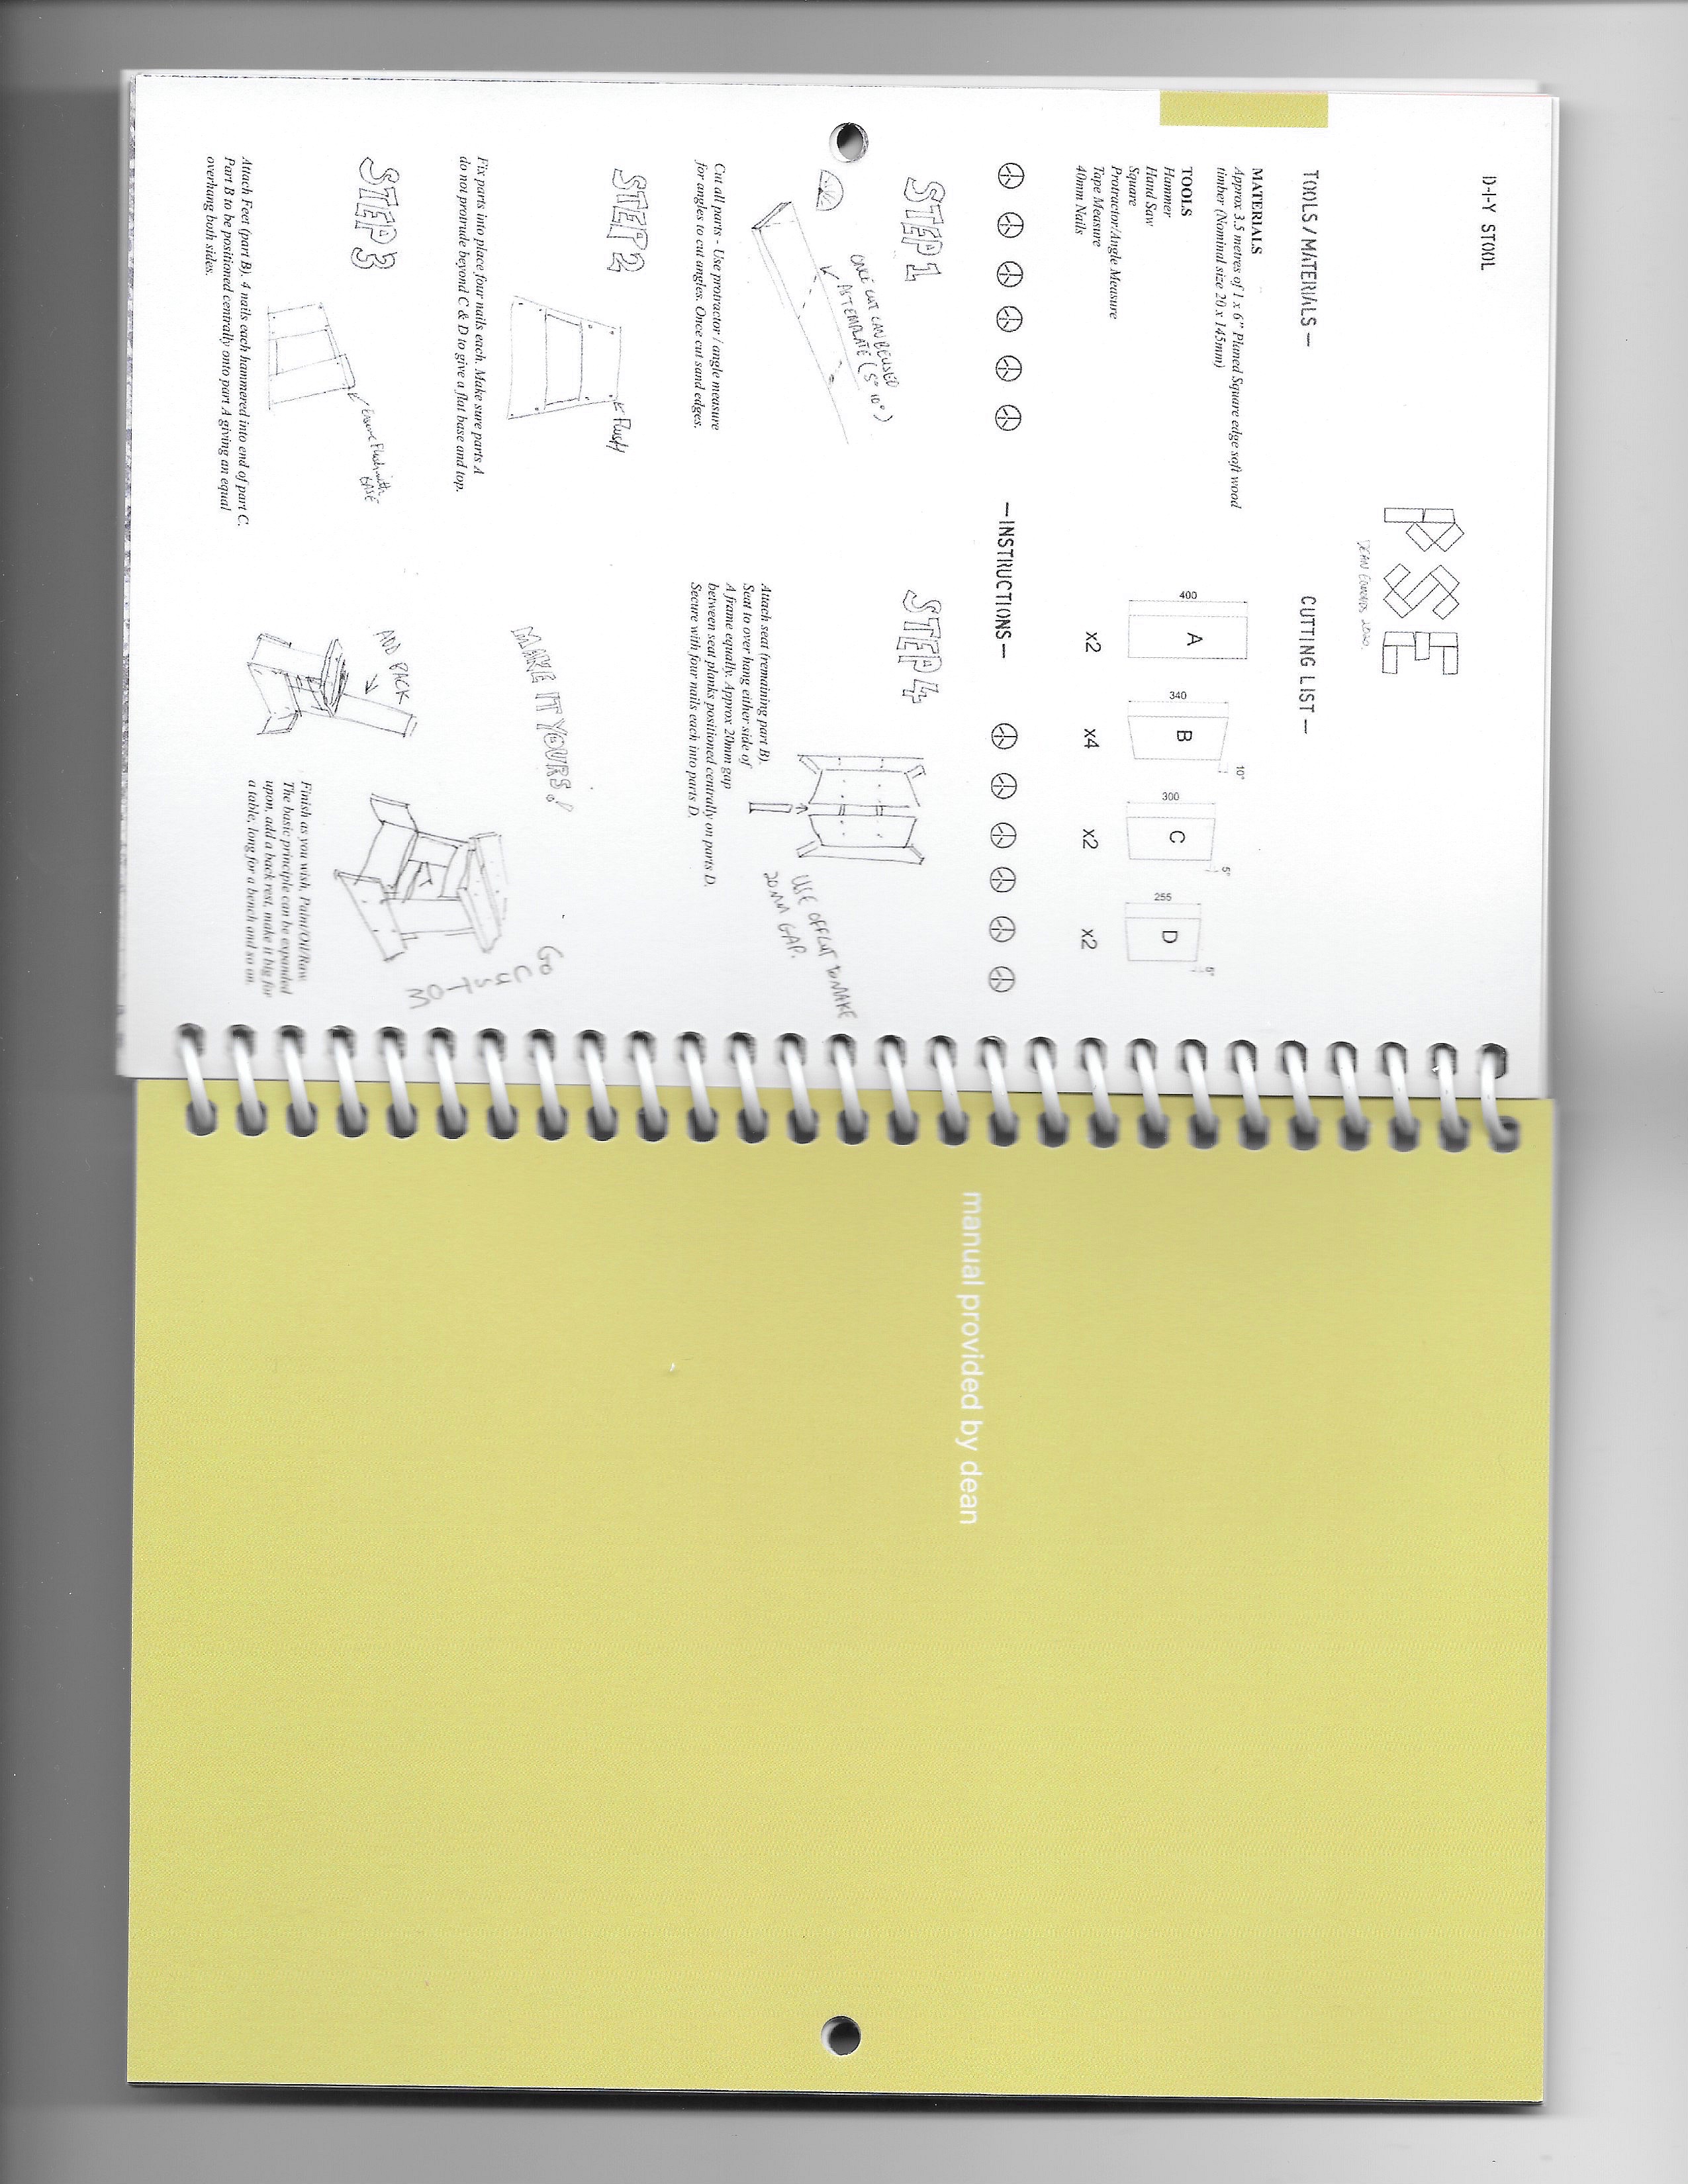 D-I-Y STOOL
PSE
DEAN EDMONDS 2020.
TOOLS/MATERIALS —
MATERIALS
Approx 3.5 metres of 1 x 6" Planed Square edge soft wood
timber (Nominal size 20 x 145mm)
TOOLS
Hammer
Hand Saw
Square
Protractor/Angle Measure
Tape Measure
40mm Nails
CUTTING LIST —
400
A
x2
340
10°
B
x4
300
5°
C
x2
255
5°
D
x2
—INSTRUCTIONS—
STEP 1
ONCE CUT CAN BE USED
AS TEMPLATE (5° 10°)
Cut all parts - Use protractor / angle measure
for angles to cut angles. Once cut sand edges.
STEP 2
FLUSH
Fix parts into place four nails each. Make sure parts A
do not protrude beyond C & D to give a flat base and top.
STEP 3
Ensure Flush with
BASE
Attach Feet (part B). 4 nails each hammered into end of part C.
Part B to be positioned centrally onto part A giving an equal
overhang both sides.
STEP 4
USE OFFCUT TO MAKE
20MM GAP.
Attach seat (remaining part B).
Seat to over hang either side of
A frame equally. Approx 20mm gap
between seat planks positioned centrally on parts D.
Secure with four nails each into parts D.
MAKE IT YOURS!
GO CUSTOM
ADD BACK
Finish as you wish, Paint/Oil/Raw.
The basic principle can be expanded
upon, add a back rest, make it big for
a table, long for a bench and so on.
manual provided by dean